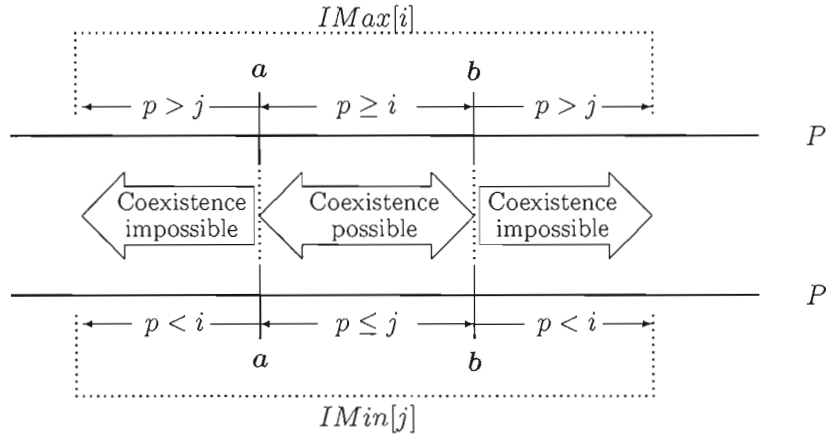 IMax[i]
a b
p > j p ≥ i p > j
P
Coexistence impossible
Coexistence possible
Coexistence impossible
P
p < i p ≤ j p < i
a b
IMin[j]